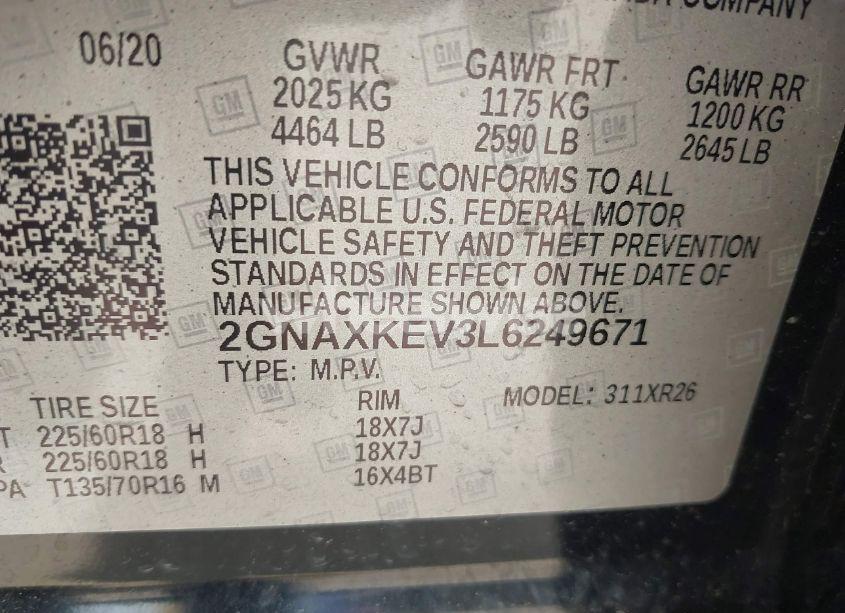 COMPANY
06/20
GVWR GAWR FRT GAWR RR
2025 KG 1175 KG 1200 KG
4464 LB 2590 LB 2645 LB
THIS VEHICLE CONFORMS TO ALL
APPLICABLE U.S. FEDERAL MOTOR
VEHICLE SAFETY AND THEFT PREVENTION
STANDARDS IN EFFECT ON THE DATE OF
MANUFACTURE SHOWN ABOVE.
2GNAXKEV3L6249671
TYPE: M.P.V.
TIRE SIZE RIM MODEL: 311XR26
T 225/60R18 H 18X7J
R 225/60R18 H 18X7J
PA T135/70R16 M 16X4BT